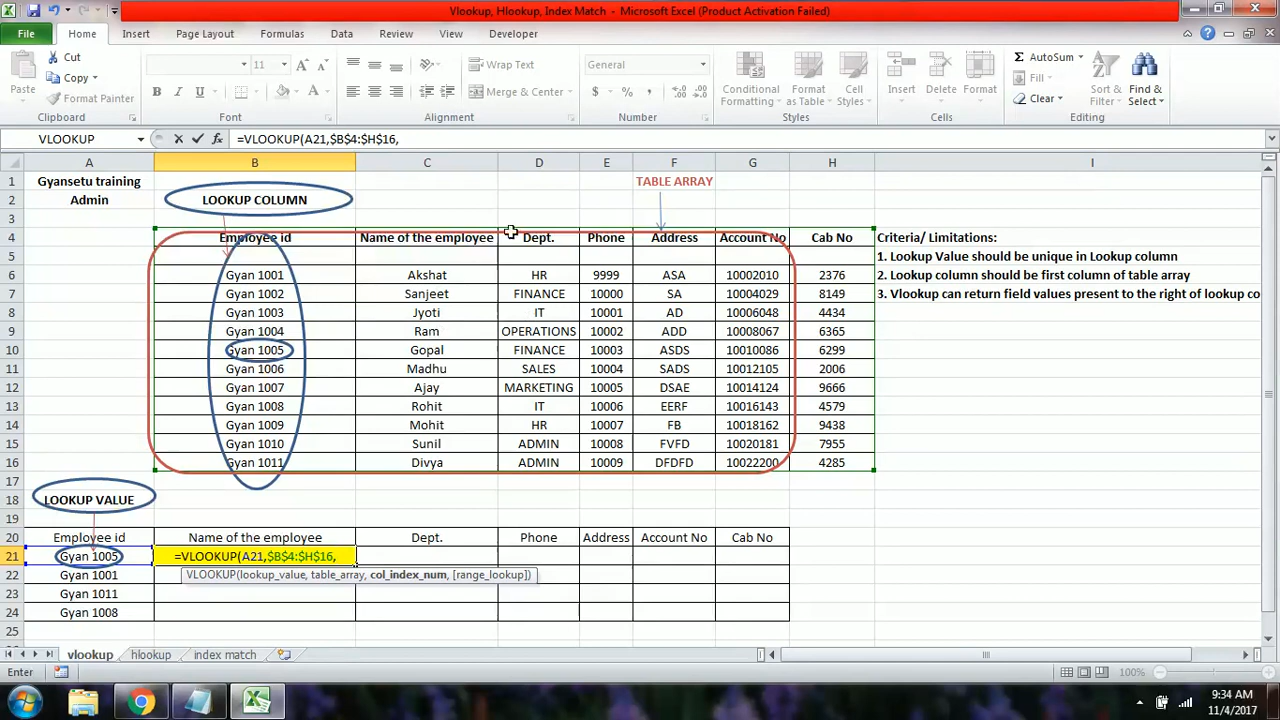 Vlookup, Hlookup, Index Match - Microsoft Excel (Product Activation Failed)
File Home Insert Page Layout Formulas Data Review View Developer
Paste Cut Copy Format Painter
11
General
Wrap Text
Merge & Center
Conditional Formatting Format as Table Cell Styles
Insert Delete Format
AutoSum Fill Clear
Sort & Filter Find & Select
Clipboard Font Alignment Number Styles Cells Editing
VLOOKUP =VLOOKUP(A21,$B$4:$H$16,
A B C D E F G H I
1 Gyansetu training TABLE ARRAY
2 Admin LOOKUP COLUMN
3
4 Employee id Name of the employee Dept. Phone Address Account No Cab No Criteria/ Limitations:
5 1. Lookup Value should be unique in Lookup column
6 Gyan 1001 Akshat HR 9999 ASA 10002010 2376 2. Lookup column should be first column of table array
7 Gyan 1002 Sanjeet FINANCE 10000 SA 10004029 8149 3. Vlookup can return field values present to the right of lookup co
8 Gyan 1003 Jyoti IT 10001 AD 10006048 4434
9 Gyan 1004 Ram OPERATIONS 10002 ADD 10008067 6365
10 Gyan 1005 Gopal FINANCE 10003 ASDS 10010086 6299
11 Gyan 1006 Madhu SALES 10004 SADS 10012105 2006
12 Gyan 1007 Ajay MARKETING 10005 DSAE 10014124 9666
13 Gyan 1008 Rohit IT 10006 EERF 10016143 4579
14 Gyan 1009 Mohit HR 10007 FB 10018162 9438
15 Gyan 1010 Sunil ADMIN 10008 FVFD 10020181 7955
16 Gyan 1011 Divya ADMIN 10009 DFDFD 10022200 4285
17
18 LOOKUP VALUE
19
20 Employee id Name of the employee Dept. Phone Address Account No Cab No
21 Gyan 1005 =VLOOKUP(A21,$B$4:$H$16,
22 Gyan 1001 VLOOKUP(lookup_value, table_array, col_index_num, [range_lookup])
23 Gyan 1011
24 Gyan 1008
25
vlookup hlookup index match
Enter 100%
9:34 AM
11/4/2017